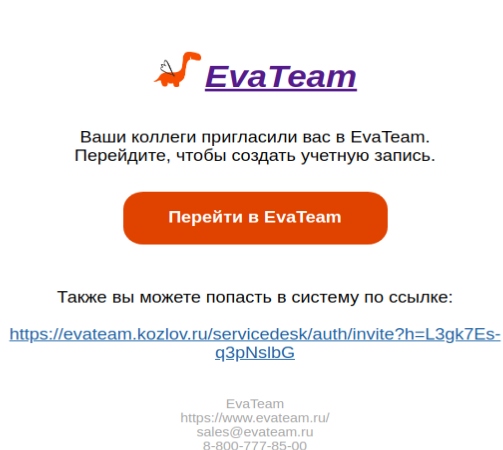 EvaTeam
Ваши коллеги пригласили вас в EvaTeam.
Перейдите, чтобы создать учетную запись.
Перейти в EvaTeam
Также вы можете попасть в систему по ссылке:
https://evateam.kozlov.ru/servicedesk/auth/invite?h=L3gk7Es-
q3pNslbG
EvaTeam
https://www.evateam.ru/
sales@evateam.ru
8-800-777-85-00